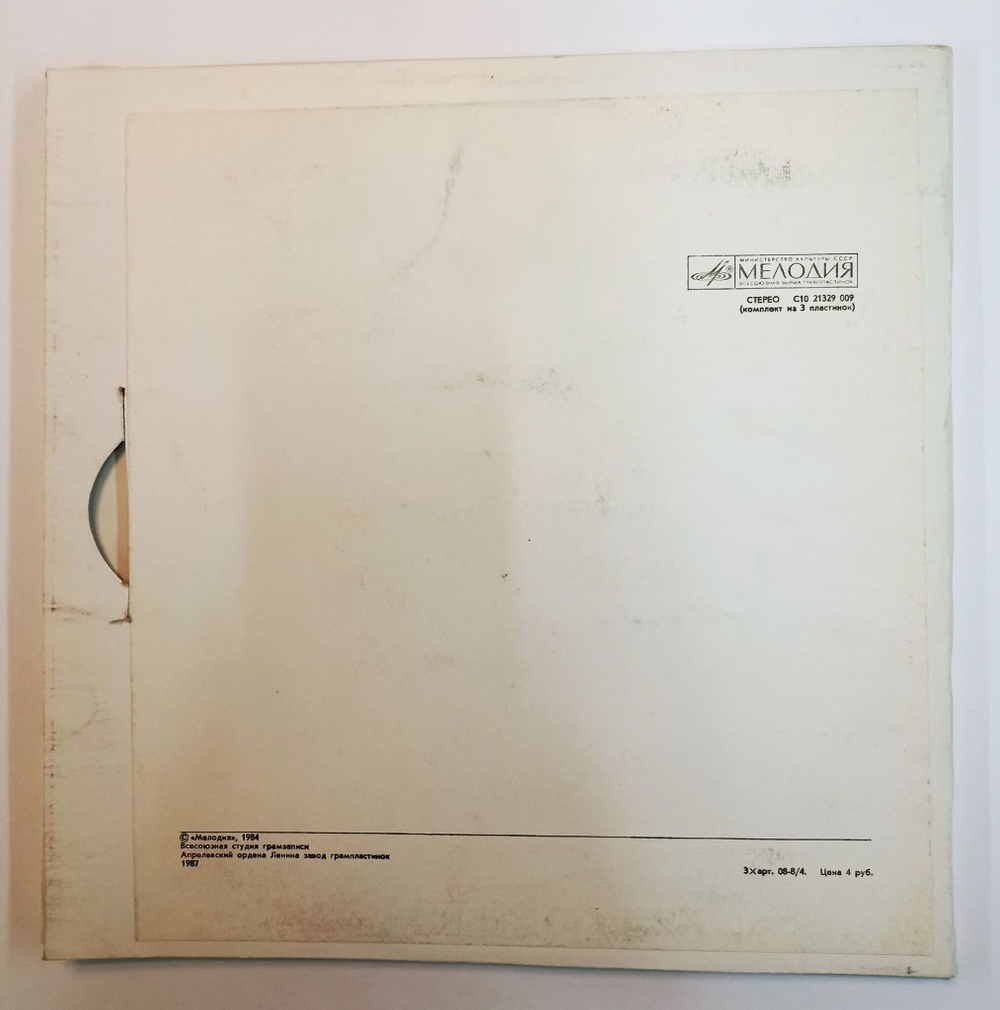 МИНИСТЕРСТВО КУЛЬТУРЫ СССР
МЕЛОДИЯ
ВСЕСОЮЗНАЯ ФИРМА ГРАМПЛАСТИНОК
СТЕРЕО С10 21329 009
(комплект из 3 пластинок)
© «Мелодия», 1984
Всесоюзная студия грамзаписи
Апрелевский ордена Ленина завод грампластинок
1987
3×арт. 08-8/4. Цена 4 руб.